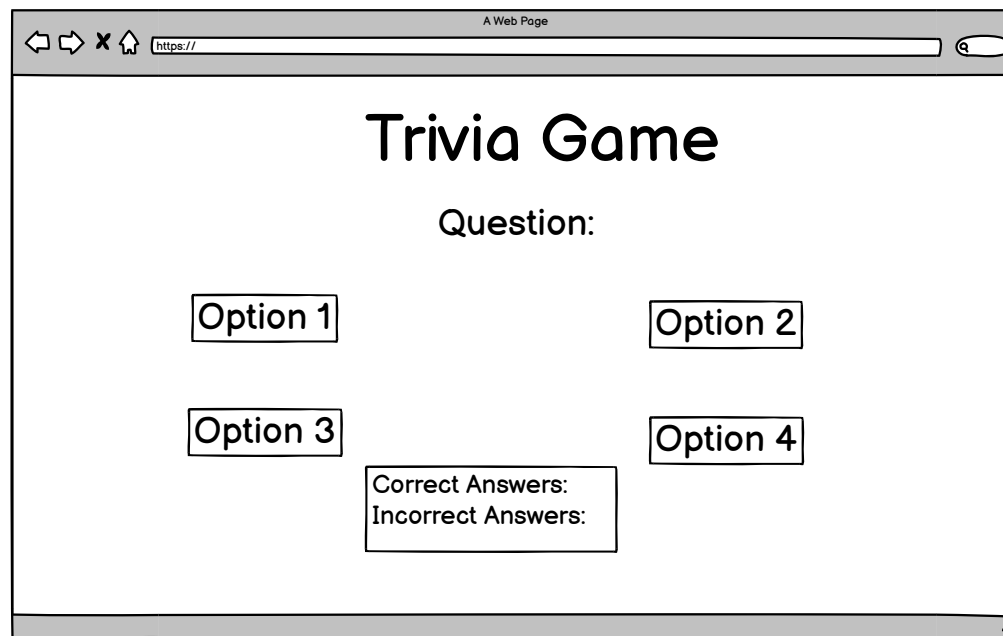 A Web Page
https://
Trivia Game
Question:
Option 1
Option 2
Option 3
Option 4
Correct Answers:
Incorrect Answers: